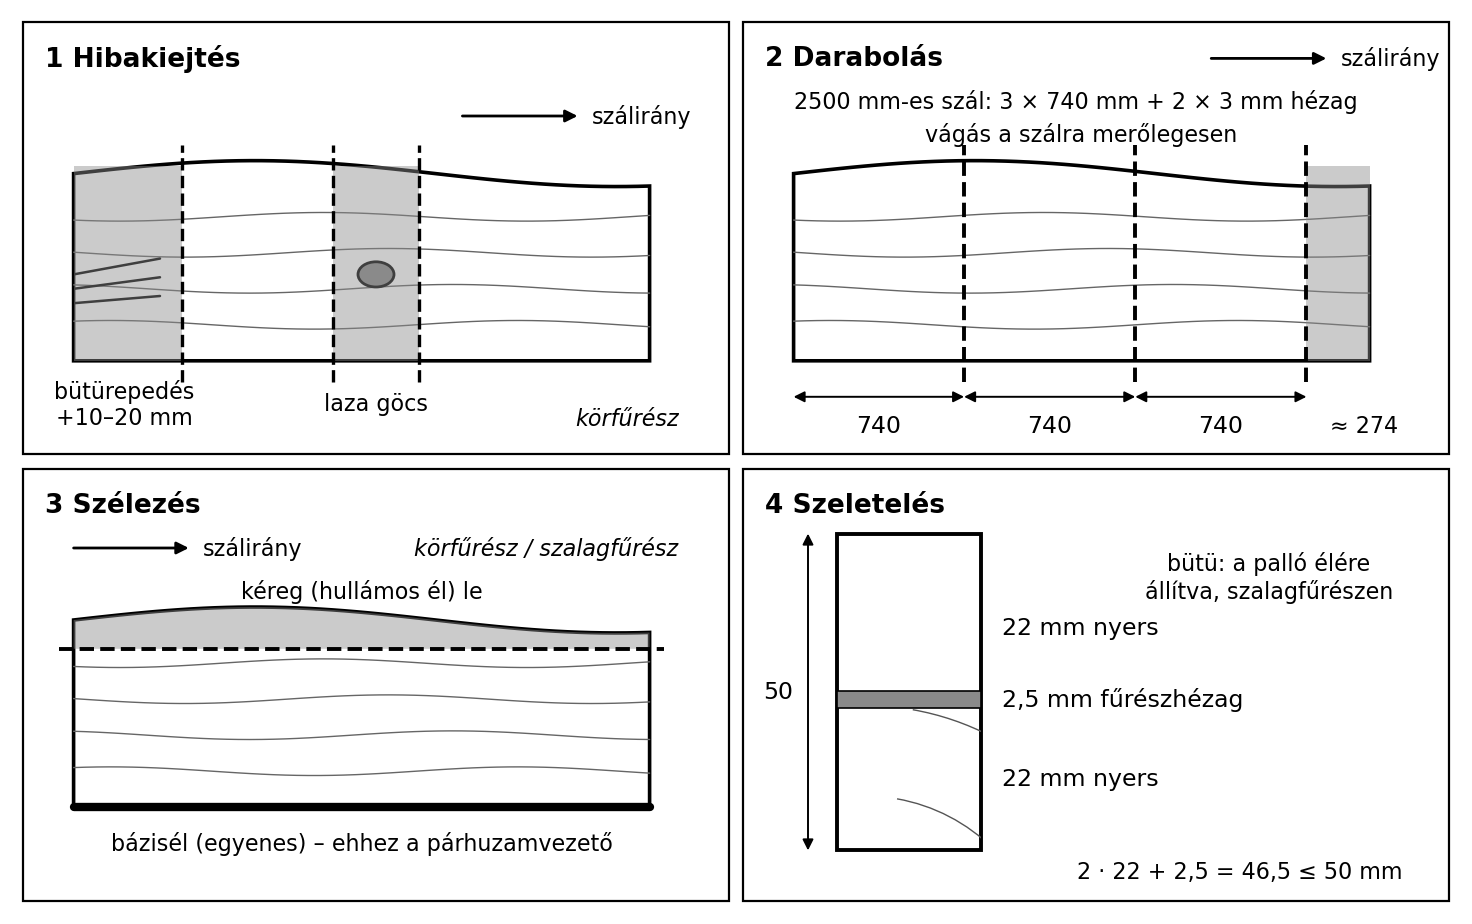 1 Hibakiejtés
szálirány
bütürepedés
+10–20 mm
laza göcs
körfűrész
2 Darabolás
szálirány
2500 mm-es szál: 3 × 740 mm + 2 × 3 mm hézag
vágás a szálra merőlegesen
740
740
740
≈ 274
3 Szélezés
szálirány
körfűrész / szalagfűrész
kéreg (hullámos él) le
bázisél (egyenes) – ehhez a párhuzamvezető
4 Szeletelés
bütü: a palló élére
állítva, szalagfűrészen
22 mm nyers
50
2,5 mm fűrészhézag
22 mm nyers
2 · 22 + 2,5 = 46,5 ≤ 50 mm